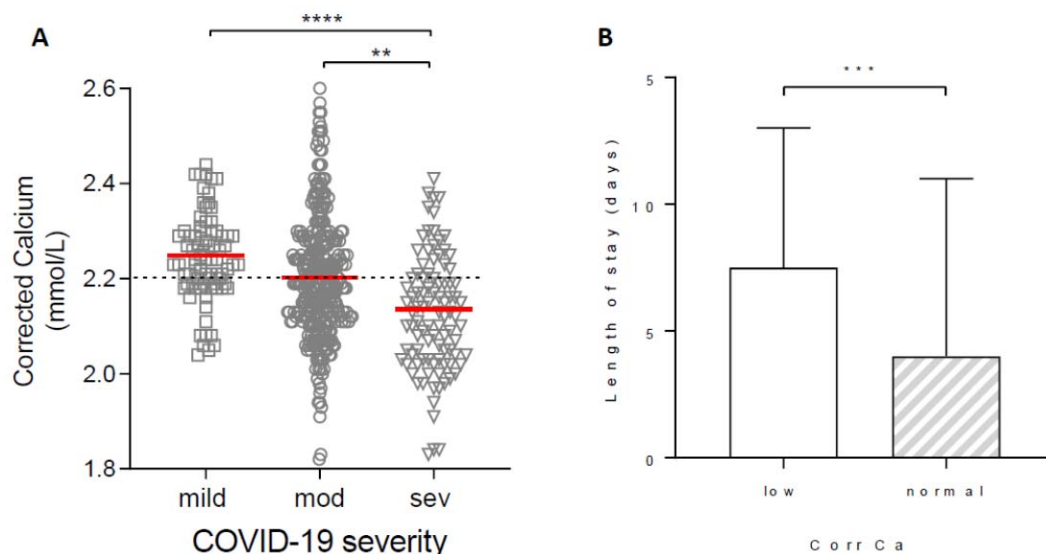 A
****
**
2.6
2.4
2.2
2.0
1.8
Corrected Calcium
(mmol/L)
mild mod sev
COVID-19 severity
B
***
5
10
5
0
Length of stay (days)
low normal
Corr Ca